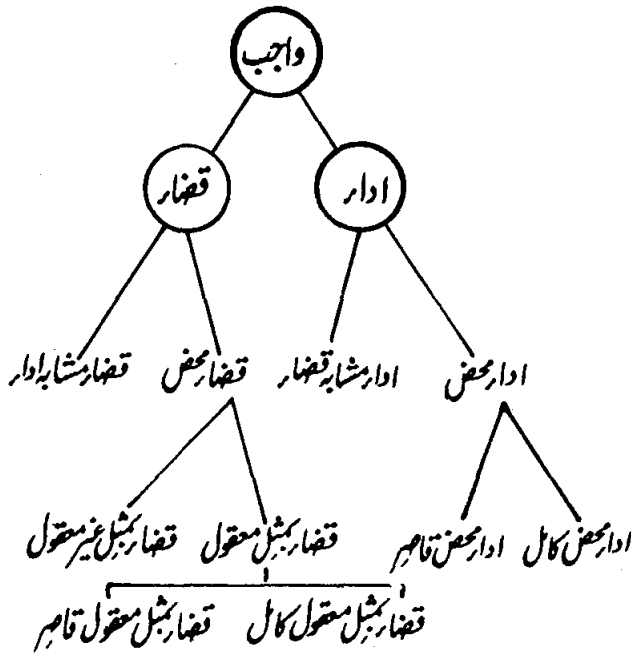 واجب
اداء قضاء
اداء محض اداء مشابہ قضاء قضاء محض قضاء مشابہ اداء
اداء محض کامل اداء محض قاصر قضاء بمثل معقول قضاء بمثل غیر معقول
قضاء بمثل معقول کامل قضاء بمثل معقول قاصر